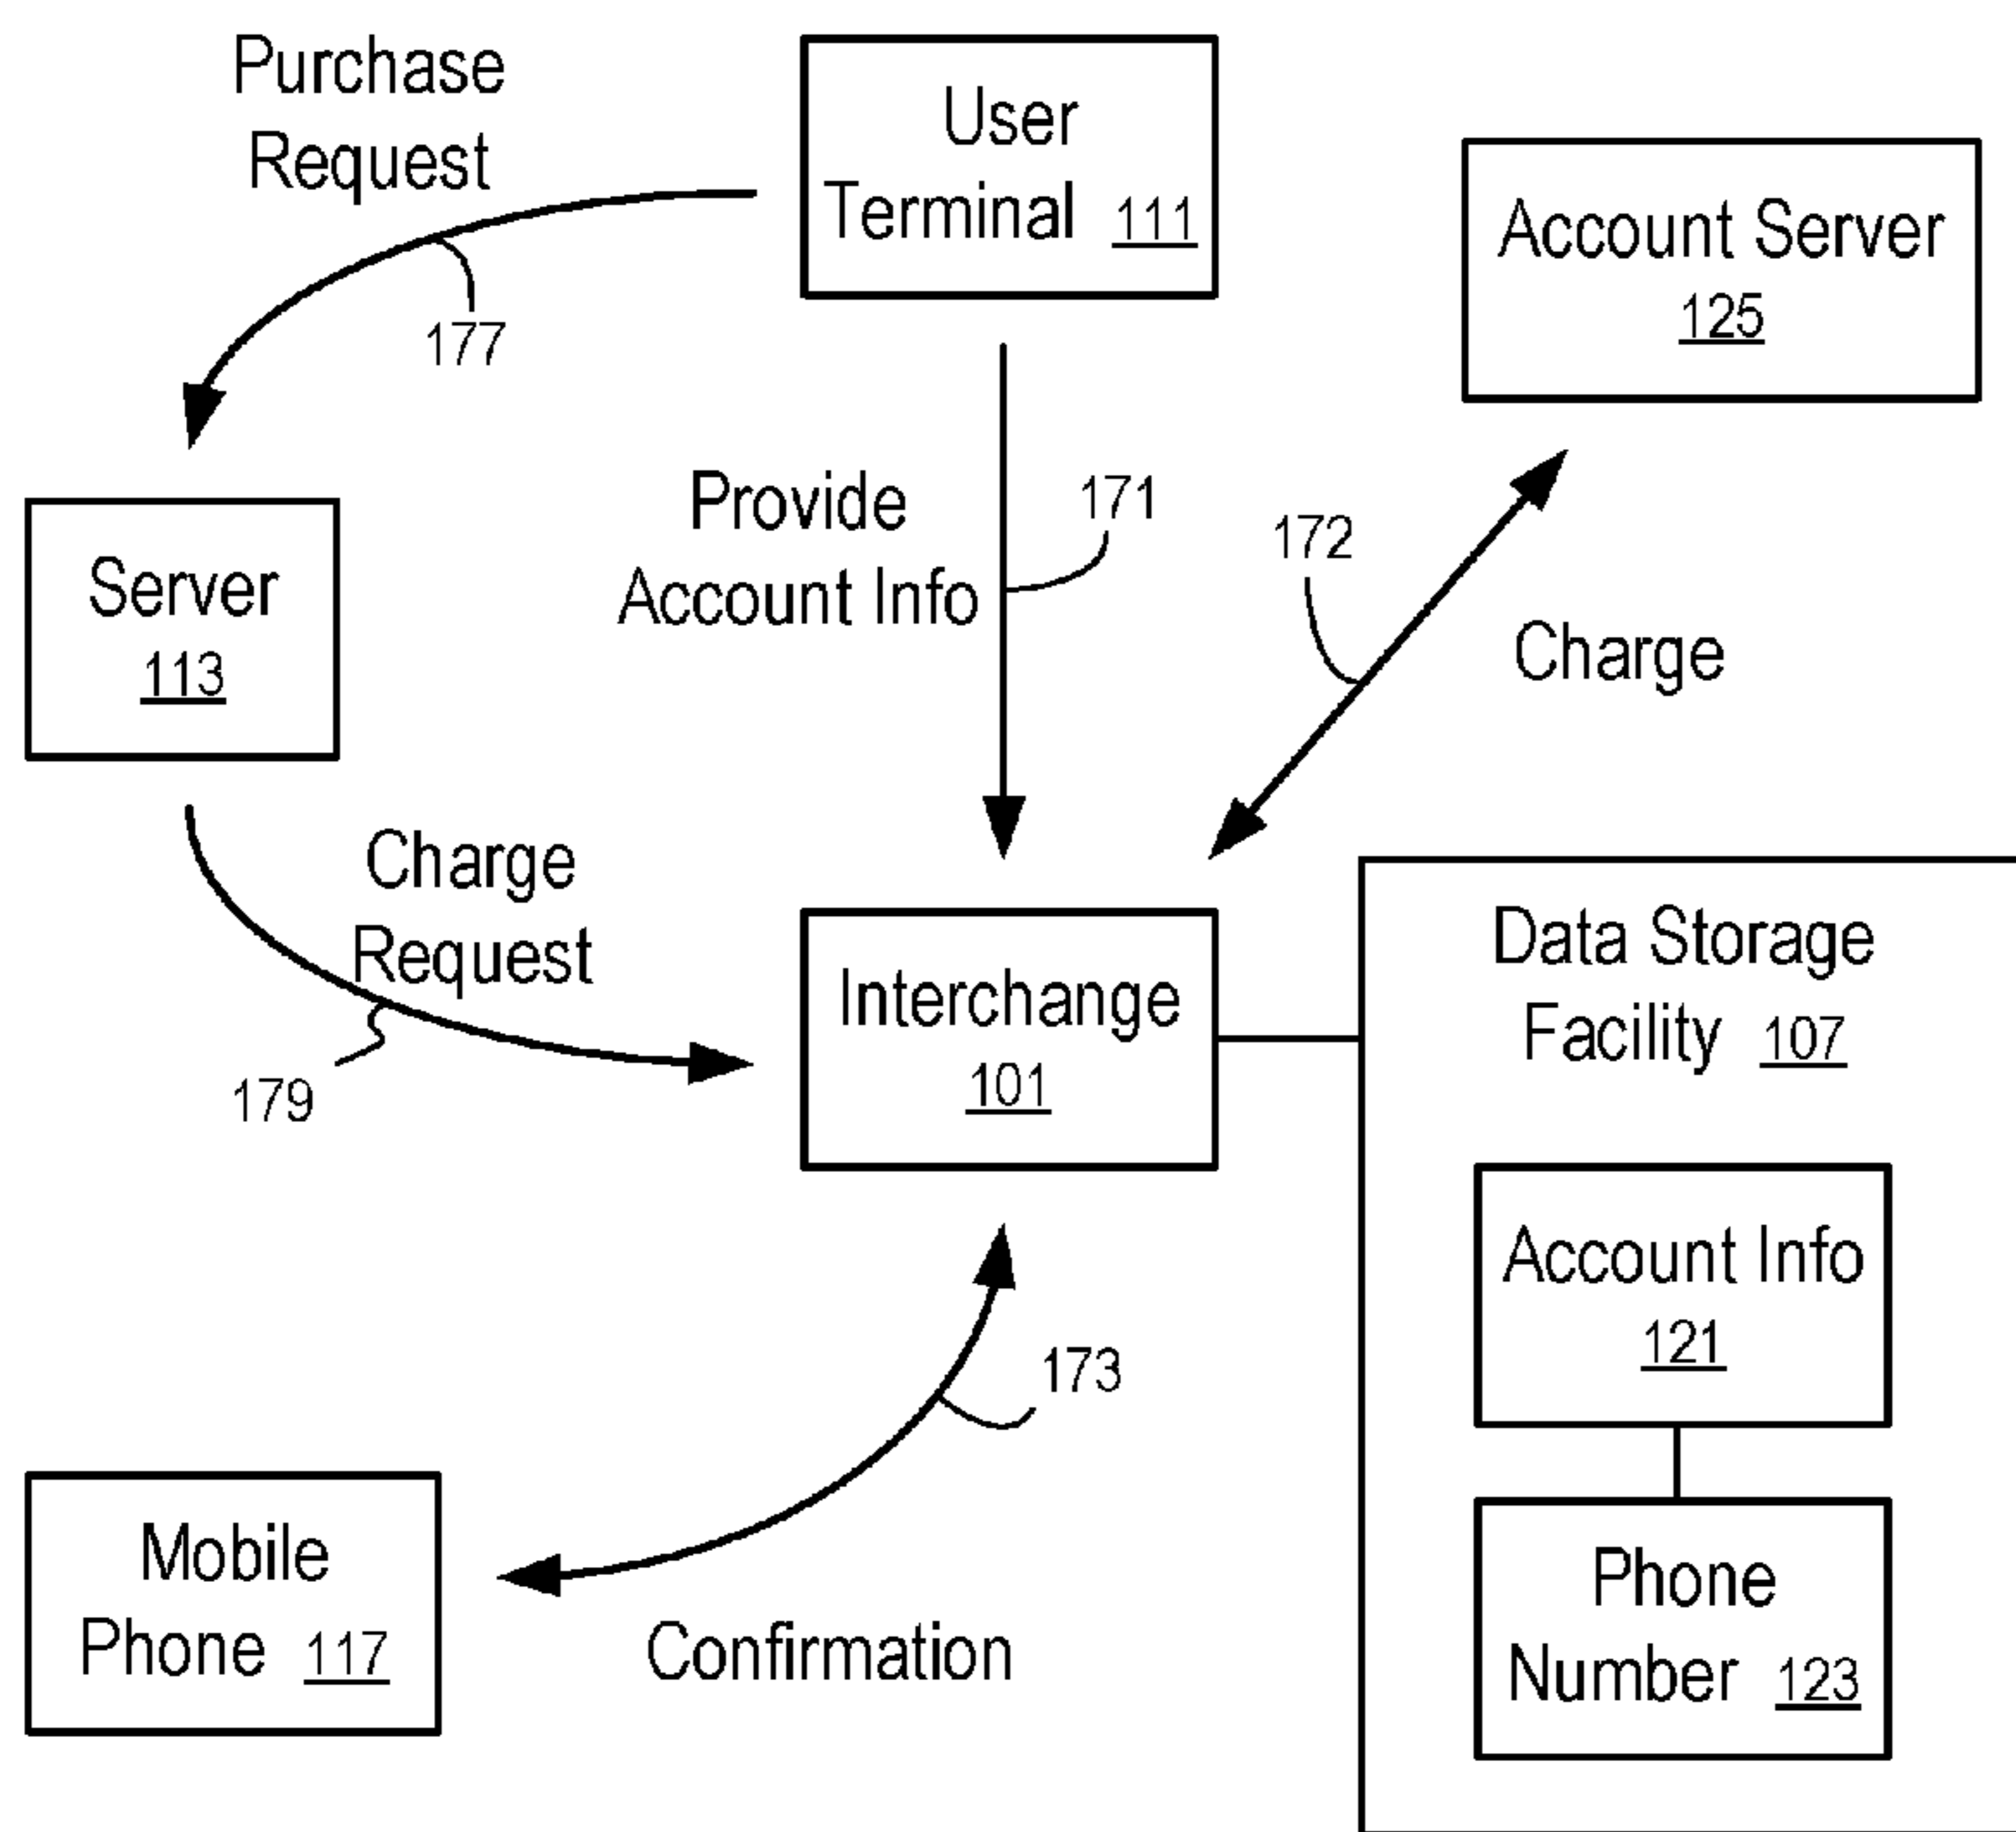 Purchase
Request
177
User
Terminal 111
Account Server
125
Server
113
Provide
Account Info
171
172
Charge
Charge
Request
179
Interchange
101
Data Storage
Facility 107
Account Info
121
Phone
Number 123
173
Mobile
Phone 117
Confirmation